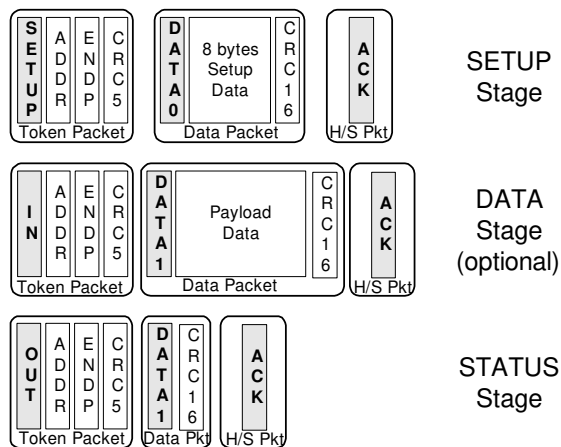 SETUP
ADDR
ENDP
CRC5
Token Packet
DATA0
8 bytes
Setup
Data
CRC16
Data Packet
ACK
H/S Pkt
SETUP
Stage
IN
ADDR
ENDP
CRC5
Token Packet
DATA1
Payload
Data
CRC16
Data Packet
ACK
H/S Pkt
DATA
Stage
(optional)
OUT
ADDR
ENDP
CRC5
Token Packet
DATA1
CRC16
Data Pkt
ACK
H/S Pkt
STATUS
Stage